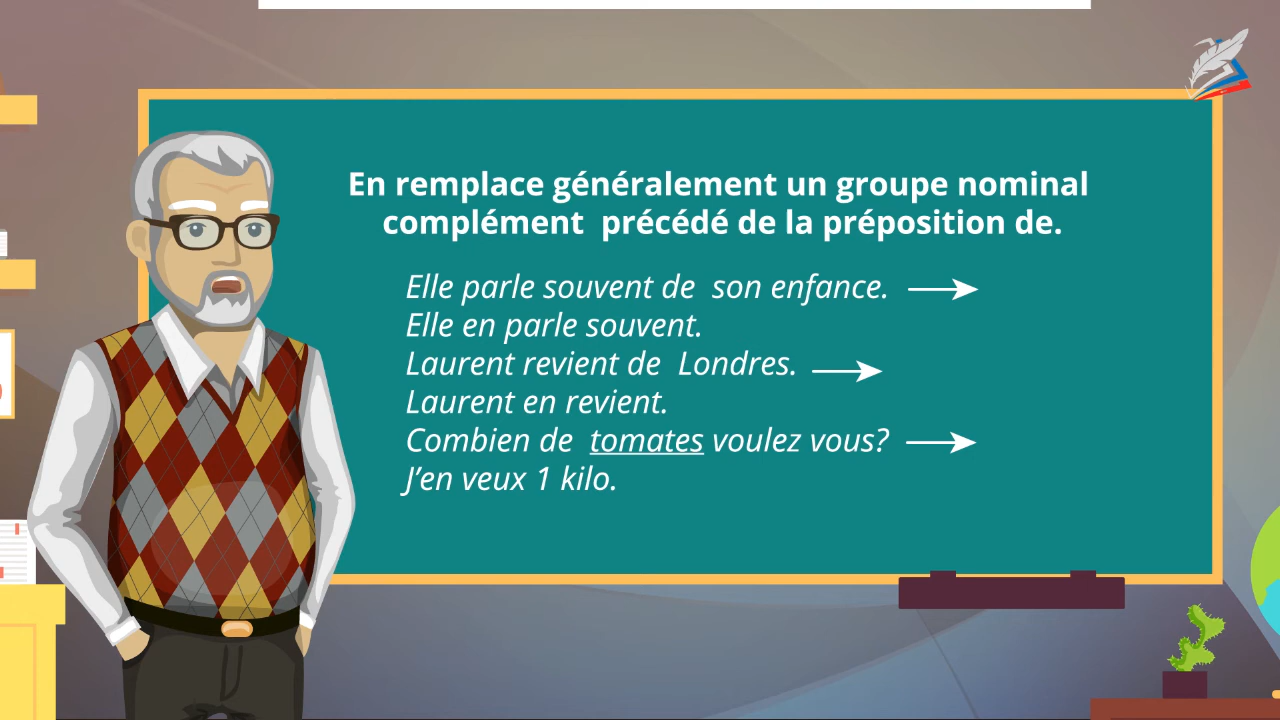 En remplace généralement un groupe nominal
complément précédé de la préposition de.
Elle parle souvent de son enfance.
Elle en parle souvent.
Laurent revient de Londres.
Laurent en revient.
Combien de tomates voulez vous?
J’en veux 1 kilo.